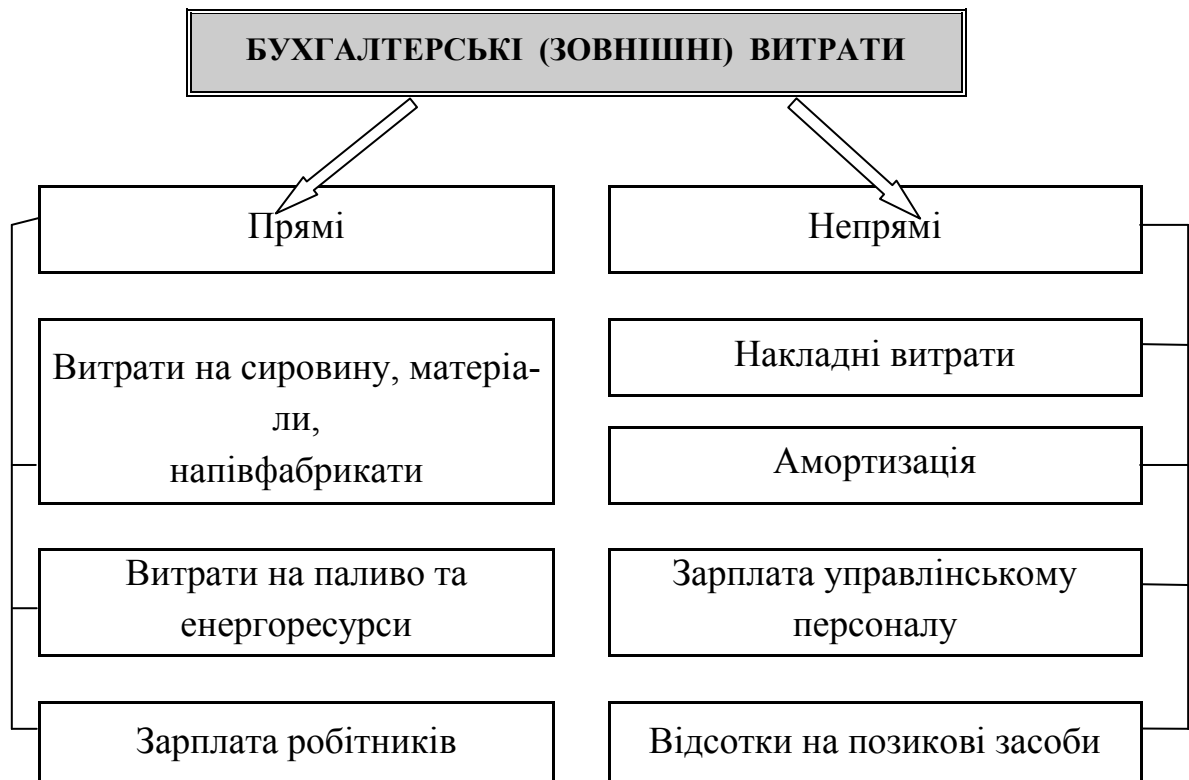 БУХГАЛТЕРСЬКІ (ЗОВНІШНІ) ВИТРАТИ
Прямі
Непрямі
Витрати на сировину, матеріа-
ли,
напівфабрикати
Накладні витрати
Амортизація
Витрати на паливо та
енергоресурси
Зарплата управлінському
персоналу
Зарплата робітників
Відсотки на позикові засоби